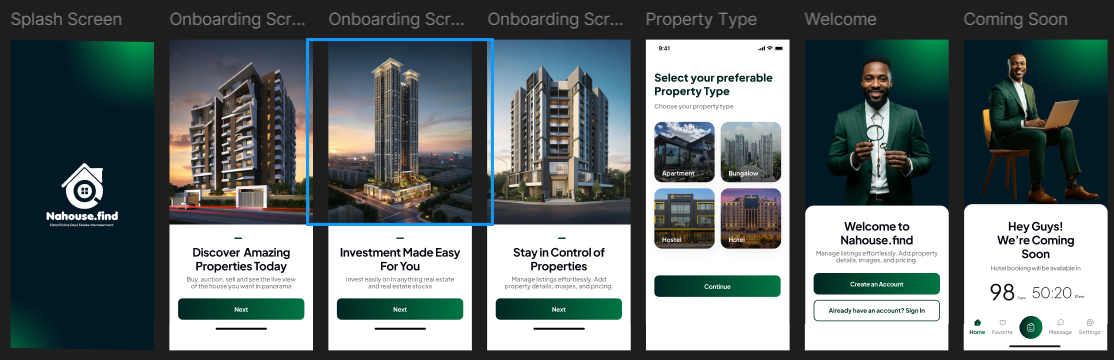 Splash Screen
Onboarding Scr...
Onboarding Scr...
Onboarding Scr...
Property Type
Welcome
Coming Soon
Nahouse.find
Discover Amazing
Properties Today
Buy, auction, sell and see the live view
of the house you want in panorama
Next
Investment Made Easy
For You
Invest easily on in anything real estate
and real estate stocks
Next
Stay in Control of
Properties
Manage listings effortlessly. Add
property details, images, and pricing.
Next
9:41
Select your preferable
Property Type
Choose your property type
Apartment
Bungalow
Hostel
Hotel
Continue
Welcome to
Nahouse.find
Manage listings effortlessly. Add property
details, images, and pricing.
Create an Account
Already have an account? Sign In
Hey Guys!
We're Coming
Soon
Hotel booking will be available in
98 Days 50:20
Home
Favorite
Message
Settings